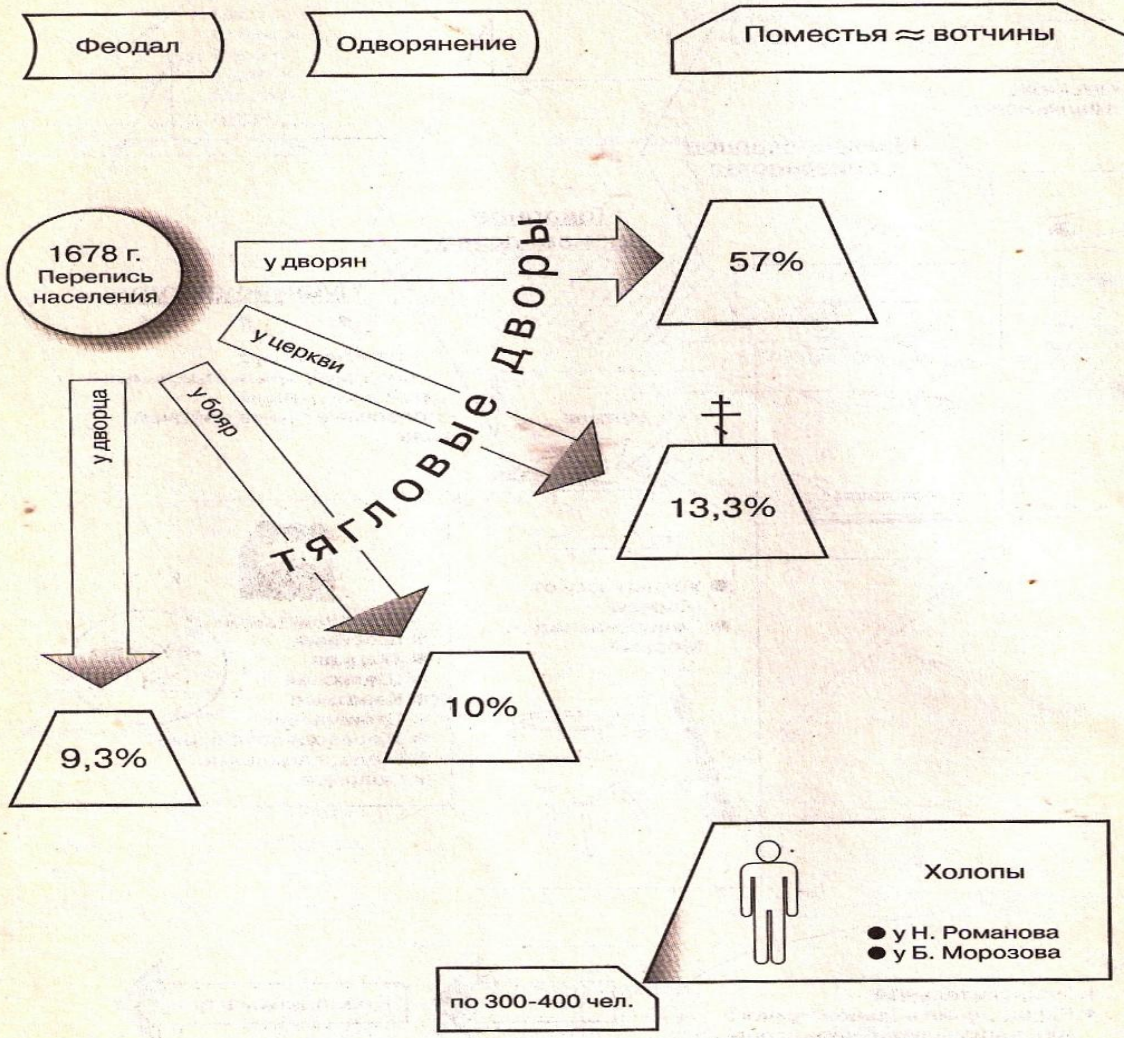 Феодал
Одворянение
Поместья ≈ вотчины
1678 г.
Перепись
населения
у дворян
57%
у церкви
13,3%
у бояр
10%
у дворца
9,3%
тягловые дворы
Холопы
● у Н. Романова
● у Б. Морозова
по 300-400 чел.